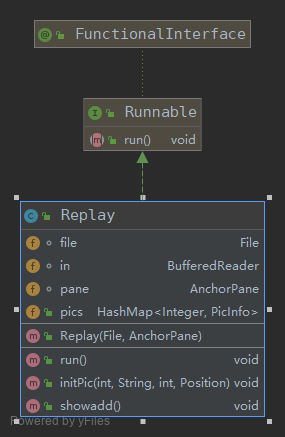 FunctionalInterface
Runnable
run() void
Replay
file File
in BufferedReader
pane AnchorPane
pics HashMap<Integer, PicInfo>
Replay(File, AnchorPane)
run() void
initPic(int, String, int, Position) void
showadd() void
Powered by yFiles